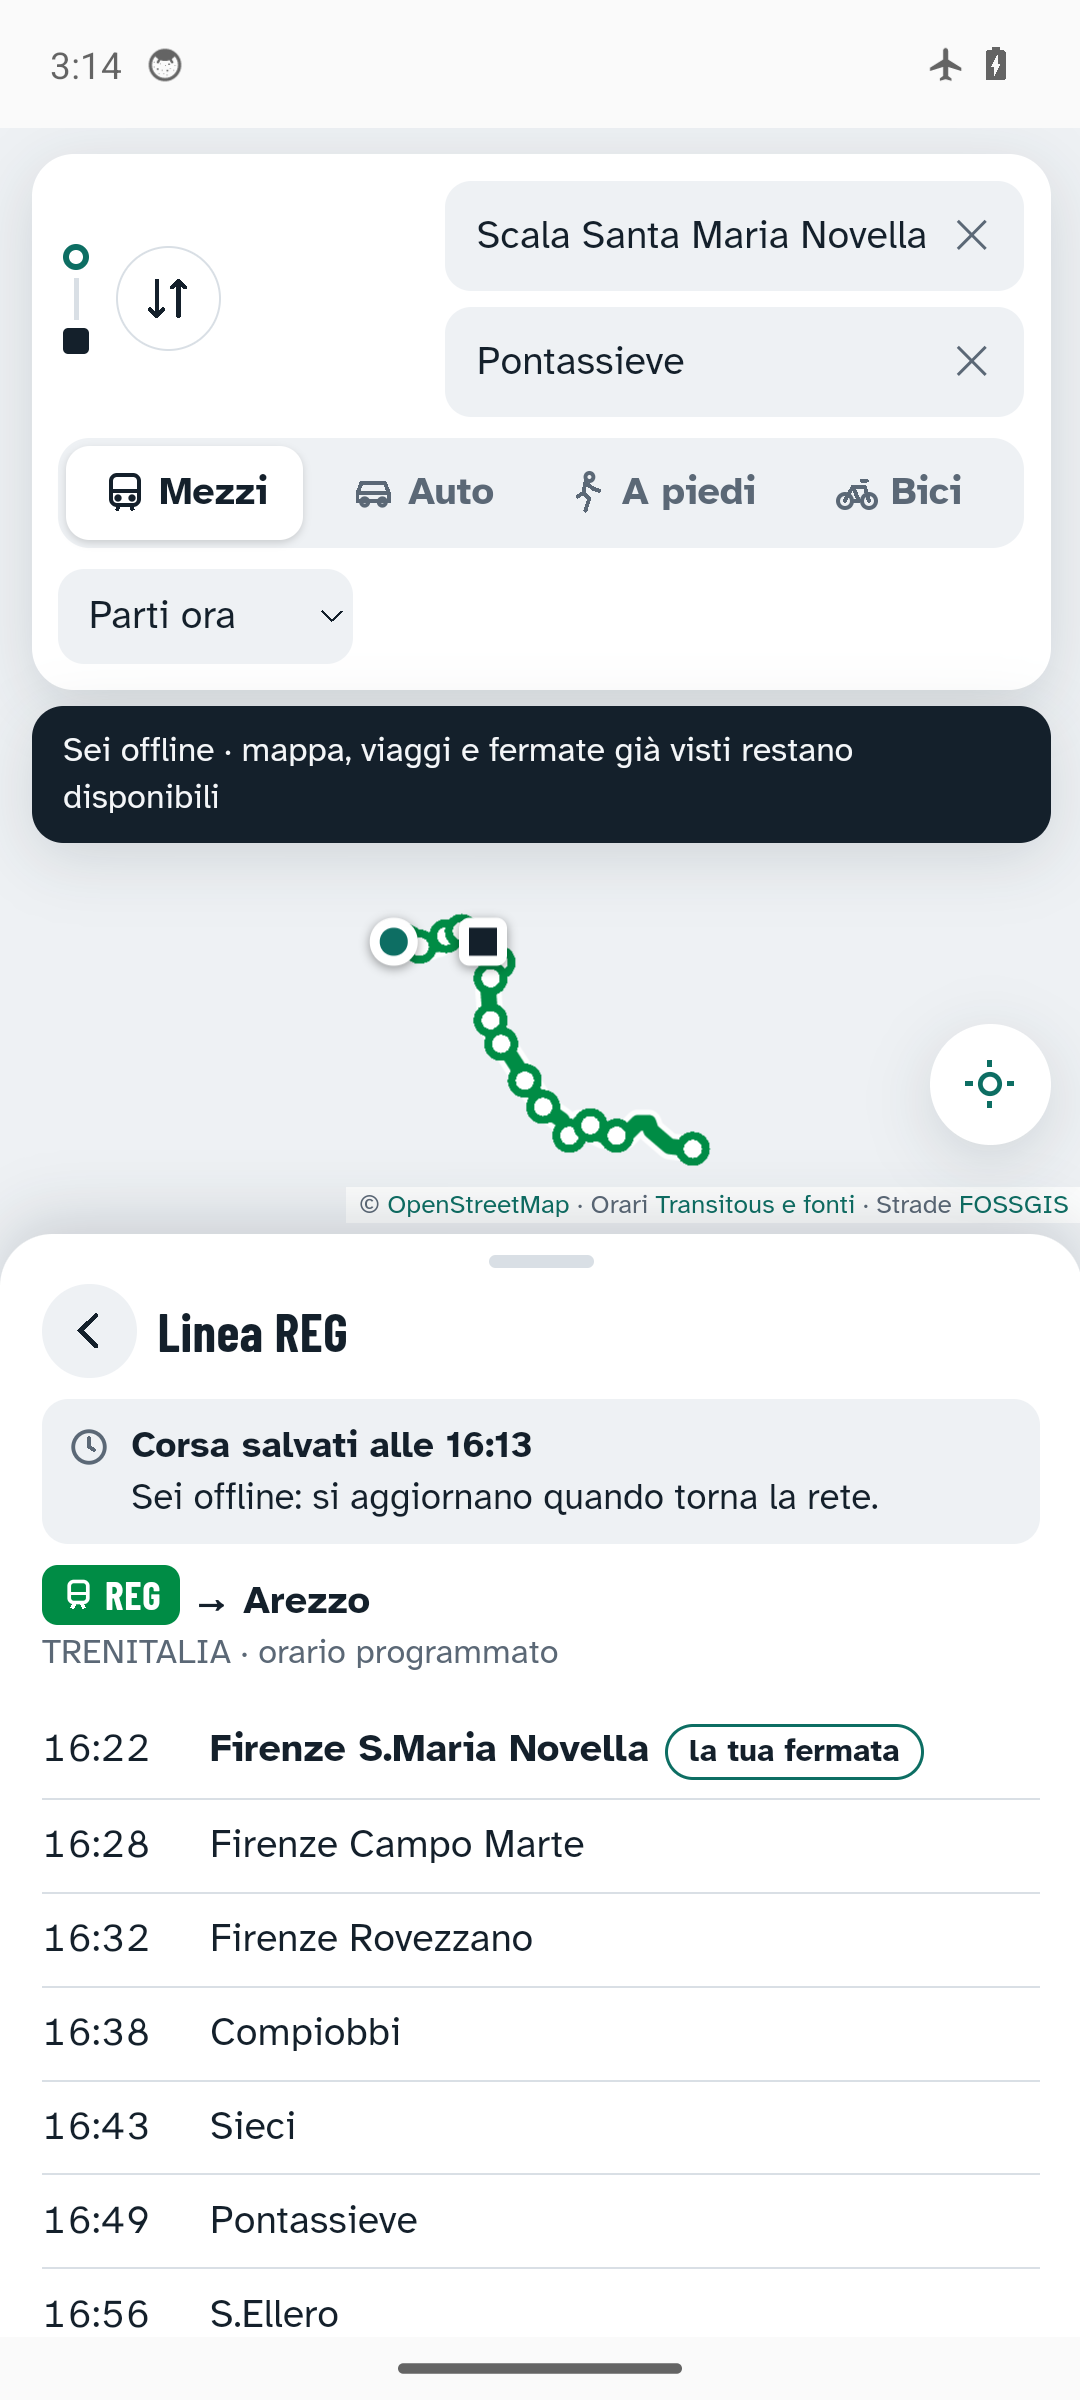 3:14
Scala Santa Maria Novella
Pontassieve
Mezzi
Auto
A piedi
Bici
Parti ora
Sei offline · mappa, viaggi e fermate già visti restano
disponibili
© OpenStreetMap · Orari Transitous e fonti · Strade FOSSGIS
Linea REG
Corsa salvati alle 16:13
Sei offline: si aggiornano quando torna la rete.
REG → Arezzo
TRENITALIA · orario programmato
16:22 Firenze S.Maria Novella la tua fermata
16:28 Firenze Campo Marte
16:32 Firenze Rovezzano
16:38 Compiobbi
16:43 Sieci
16:49 Pontassieve
16:56 S.Ellero